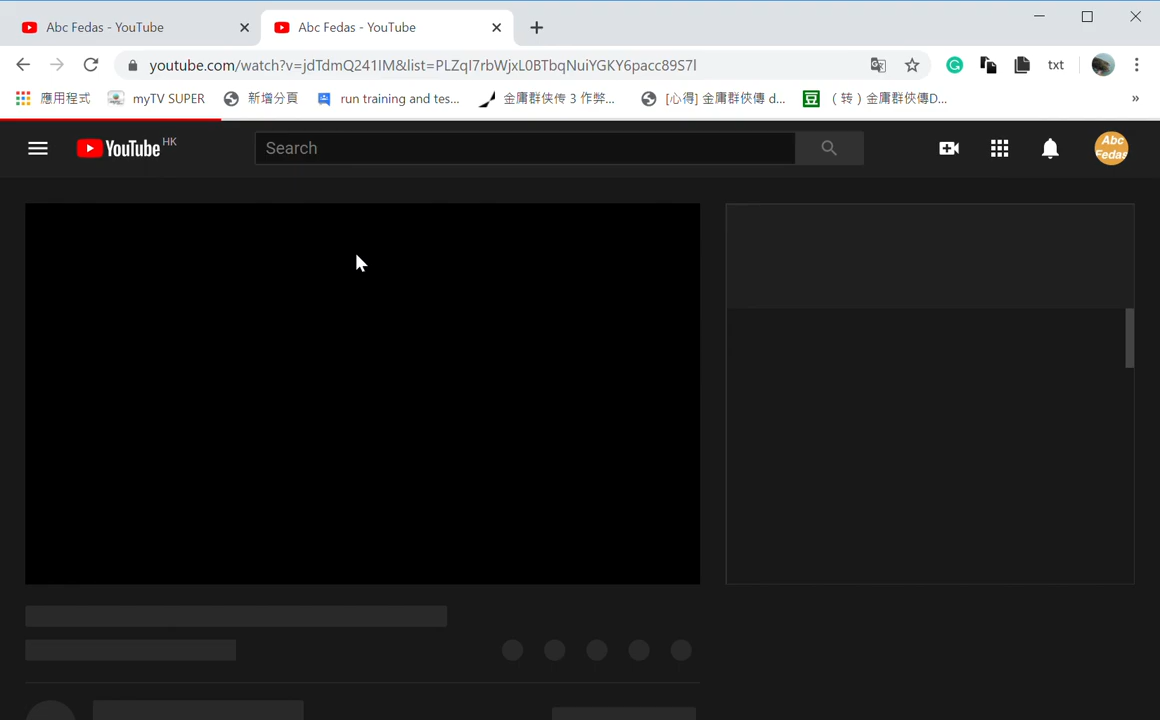 Abc Fedas - YouTube
Abc Fedas - YouTube
youtube.com/watch?v=jdTdmQ241IM&list=PLZqI7rbWjxL0BTbqNuiYGKY6pacc89S7l
txt
應用程式
myTV SUPER
新增分頁
run training and tes...
金庸群侠传 3 作弊...
[心得] 金庸群俠傳 d...
（转）金庸群俠傳D...
»
YouTube HK
Search
Abc Fedas